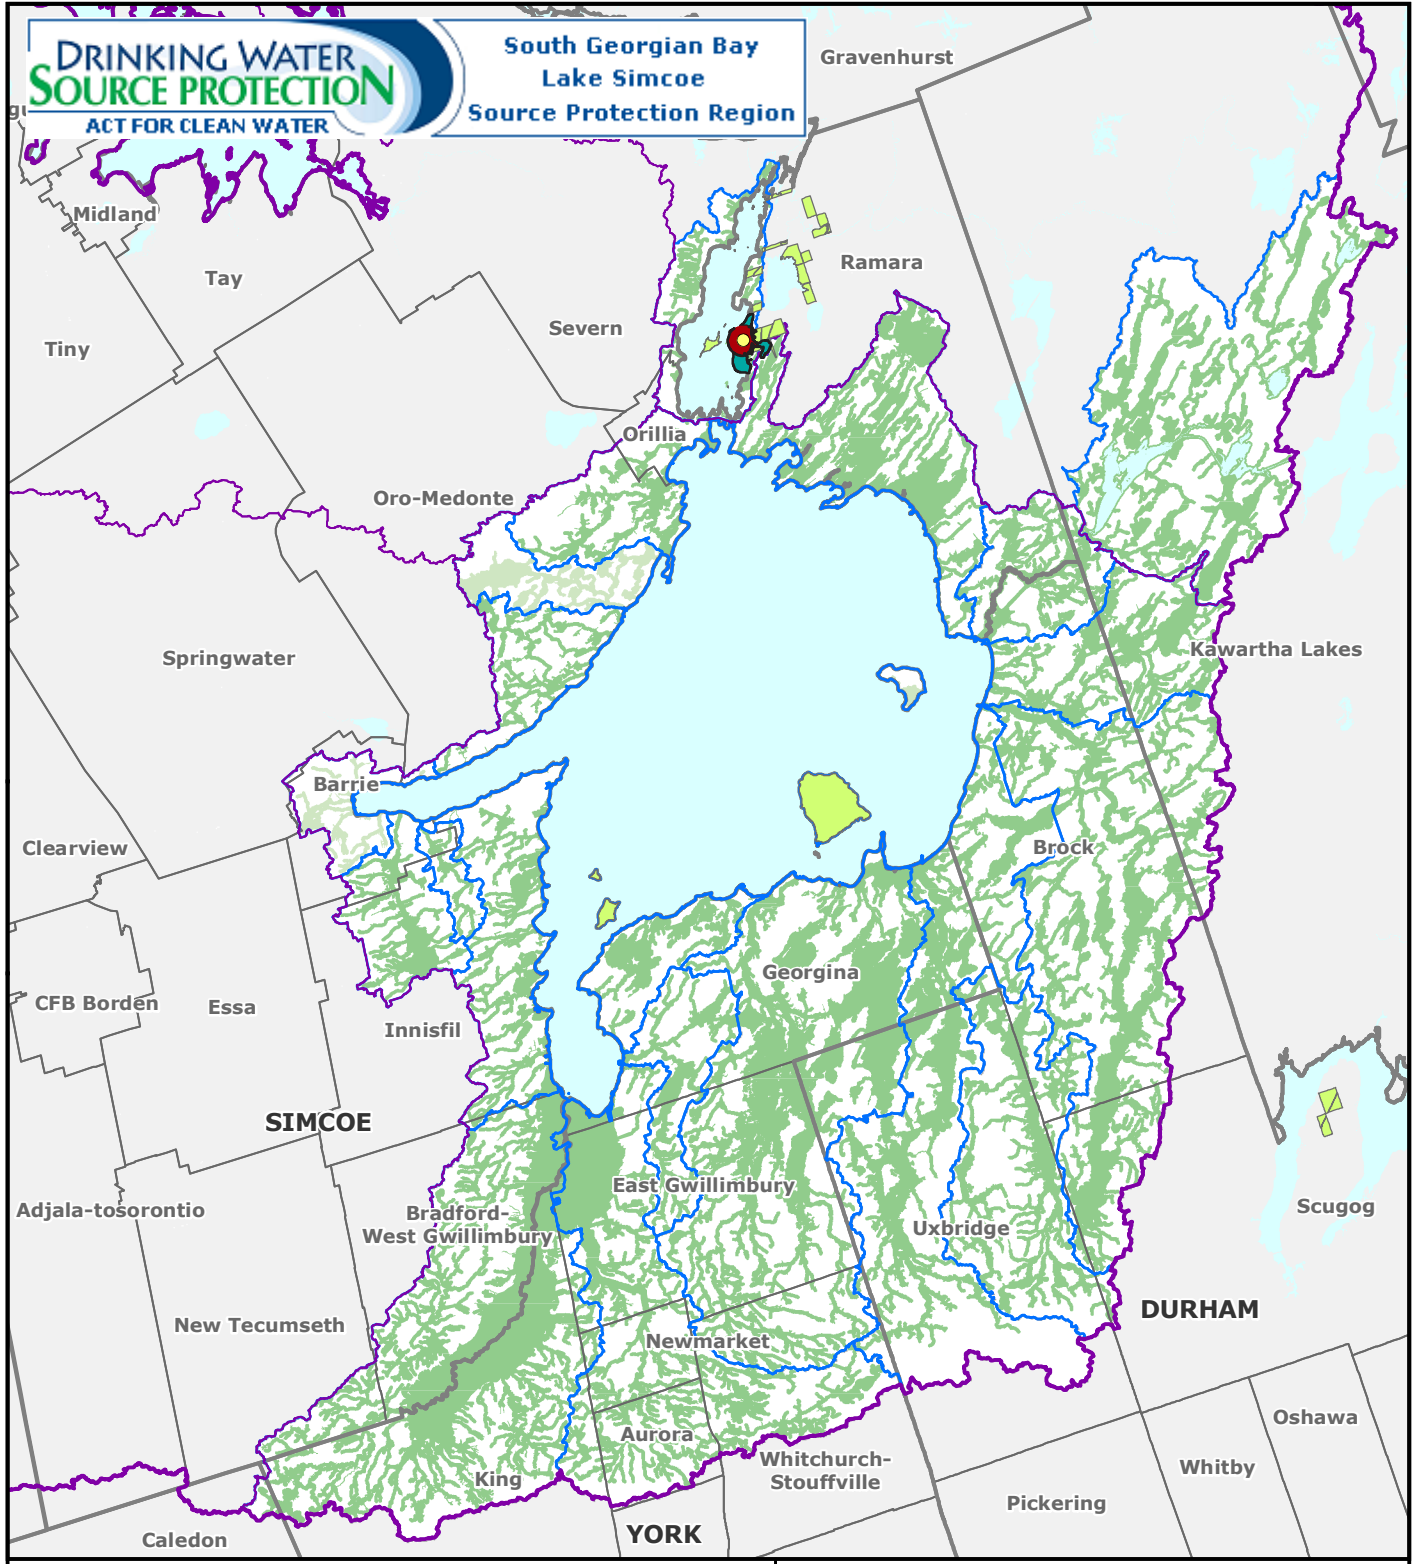 DRINKING WATER
SOURCE PROTECTION
ACT FOR CLEAN WATER
South Georgian Bay
Lake Simcoe
Source Protection Region
Gravenhurst
Midland
Tay
Ramara
Severn
Tiny
Orillia
Oro-Medonte
Springwater
Kawartha Lakes
Barrie
Clearview
Brock
Georgina
CFB Borden
Essa
Innisfil
SIMCOE
East Gwillimbury
Adjala-tosorontio
Bradford-
West Gwillimbury
Uxbridge
Scugog
DURHAM
New Tecumseth
Newmarket
Aurora
Oshawa
Whitchurch-
Stouffville
Whitby
King
Pickering
Caledon
YORK